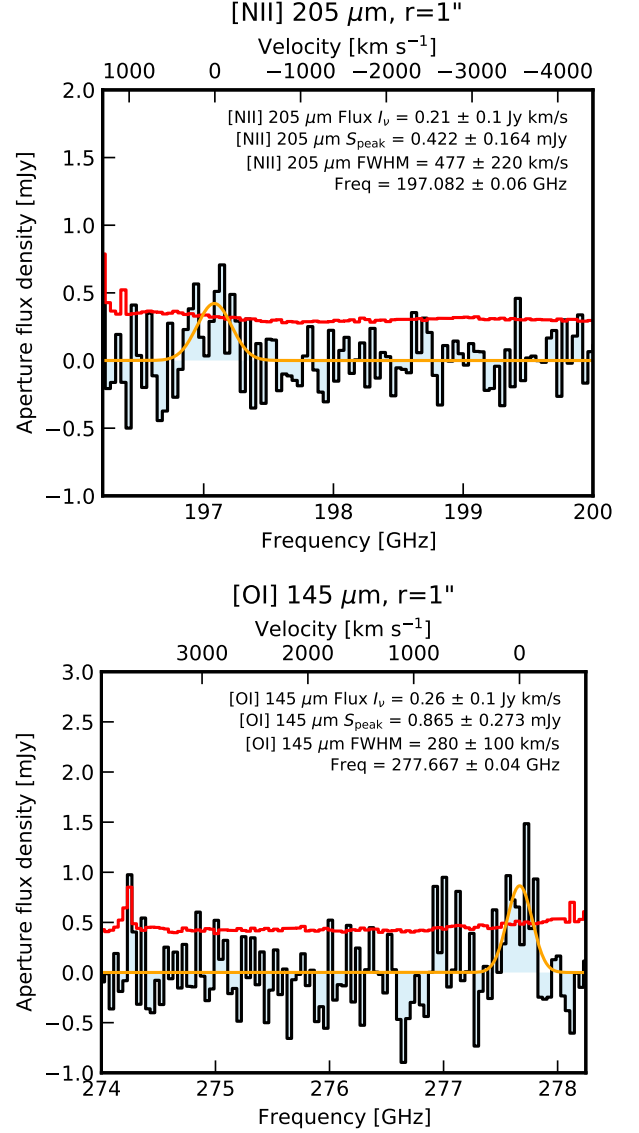 [NII] 205 μm, r=1"
Velocity [km s⁻¹]
1000 0 −1000 −2000 −3000 −4000
2.0
[NII] 205 μm Flux Iν = 0.21 ± 0.1 Jy km/s
[NII] 205 μm Speak = 0.422 ± 0.164 mJy
1.5
[NII] 205 μm FWHM = 477 ± 220 km/s
Freq = 197.082 ± 0.06 GHz
1.0
0.5
0.0
−0.5
−1.0
Aperture flux density [mJy]
197 198 199 200
Frequency [GHz]
[OI] 145 μm, r=1"
Velocity [km s⁻¹]
3000 2000 1000 0
3.0
[OI] 145 μm Flux Iν = 0.26 ± 0.1 Jy km/s
[OI] 145 μm Speak = 0.865 ± 0.273 mJy
2.5
[OI] 145 μm FWHM = 280 ± 100 km/s
Freq = 277.667 ± 0.04 GHz
2.0
1.5
1.0
0.5
0.0
−0.5
−1.0
Aperture flux density [mJy]
274 275 276 277 278
Frequency [GHz]